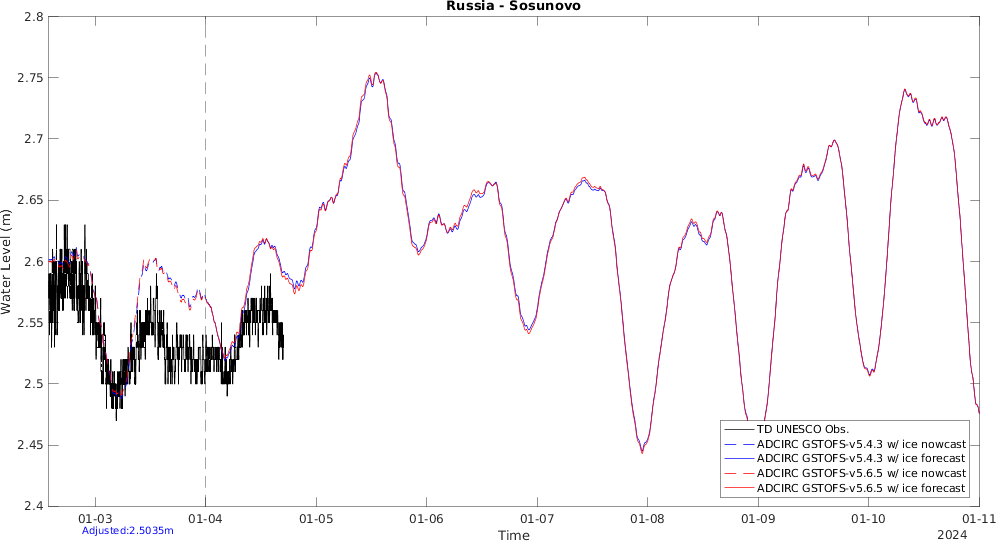 Russia - Sosunovo
2.8
2.75
2.7
2.65
2.6
2.55
2.5
2.45
2.4
Water Level (m)
TD UNESCO Obs.
ADCIRC GSTOFS-v5.4.3 w/ ice nowcast
ADCIRC GSTOFS-v5.4.3 w/ ice forecast
ADCIRC GSTOFS-v5.6.5 w/ ice nowcast
ADCIRC GSTOFS-v5.6.5 w/ ice forecast
01-03 01-04 01-05 01-06 01-07 01-08 01-09 01-10 01-11
Adjusted:2.5035m
Time
2024